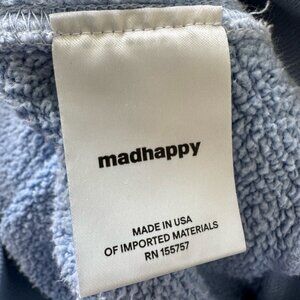 madhappy
MADE IN USA
OF IMPORTED MATERIALS
RN 155757